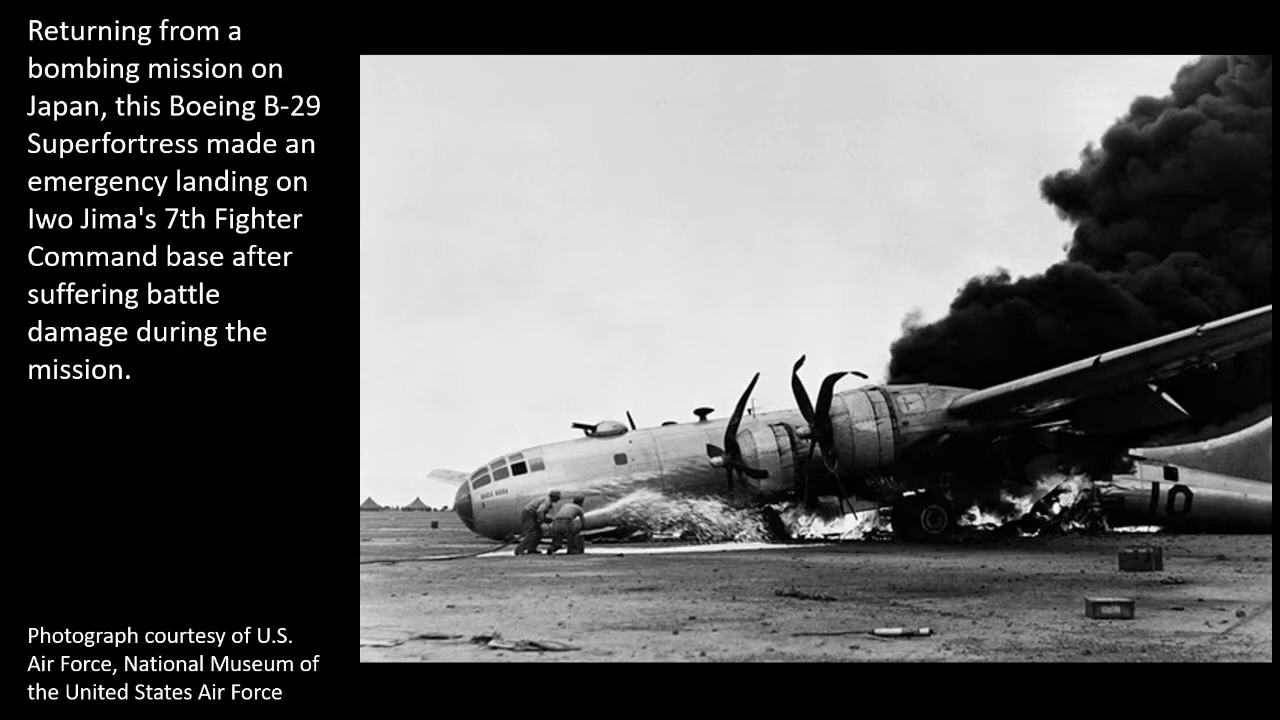 Returning from a
bombing mission on
Japan, this Boeing B-29
Superfortress made an
emergency landing on
Iwo Jima's 7th Fighter
Command base after
suffering battle
damage during the
mission.
10
Photograph courtesy of U.S.
Air Force, National Museum of
the United States Air Force